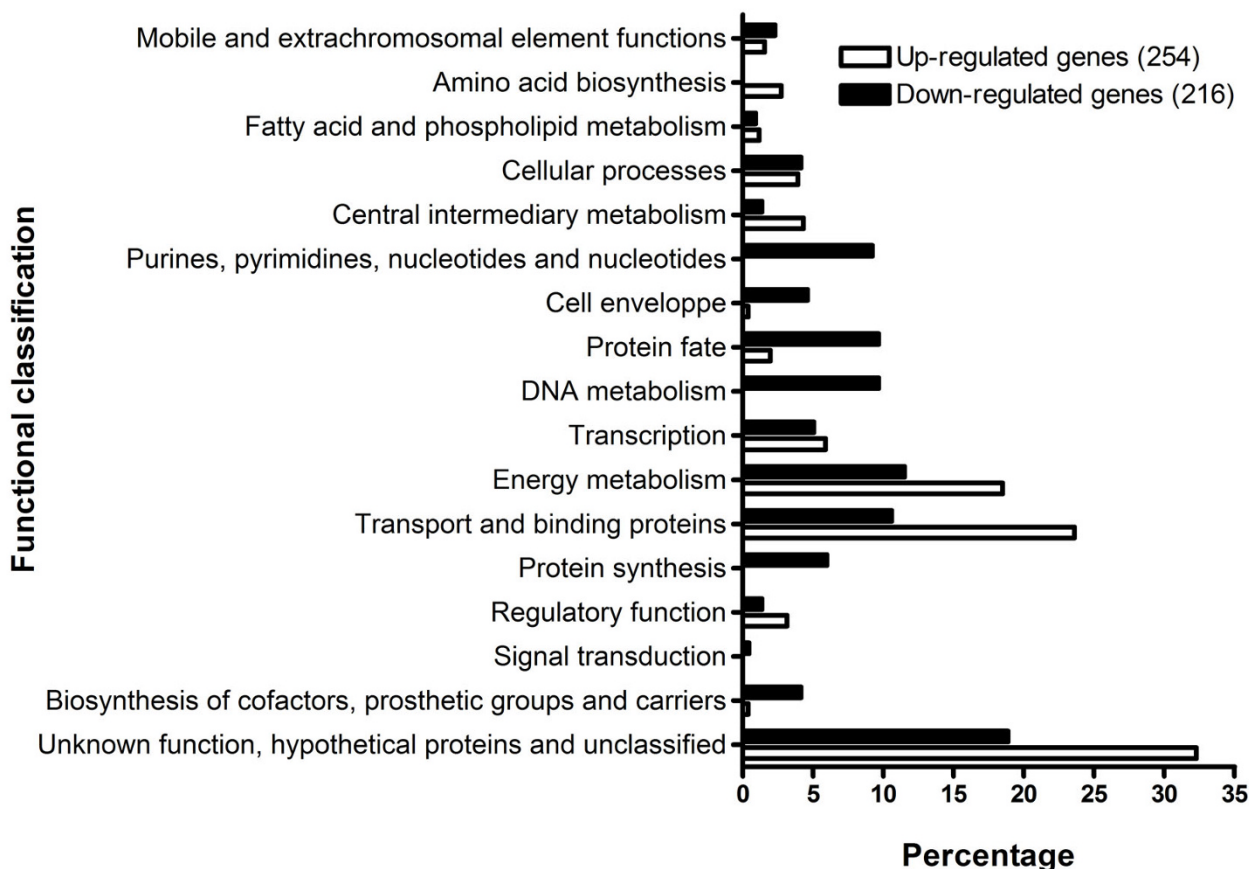 Mobile and extrachromosomal element functions
Amino acid biosynthesis
Fatty acid and phospholipid metabolism
Cellular processes
Central intermediary metabolism
Purines, pyrimidines, nucleotides and nucleotides
Cell enveloppe
Protein fate
DNA metabolism
Transcription
Energy metabolism
Transport and binding proteins
Protein synthesis
Regulatory function
Signal transduction
Biosynthesis of cofactors, prosthetic groups and carriers
Unknown function, hypothetical proteins and unclassified
Functional classification
Up-regulated genes (254)
Down-regulated genes (216)
0 5 10 15 20 25 30 35
Percentage